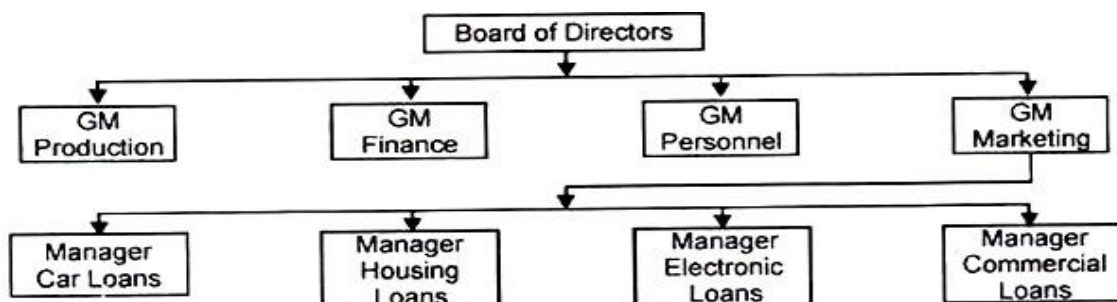 Board of Directors
GM
Production
GM
Finance
GM
Personnel
GM
Marketing
Manager
Car Loans
Manager
Housing
Loans
Manager
Electronic
Loans
Manager
Commercial
Loans